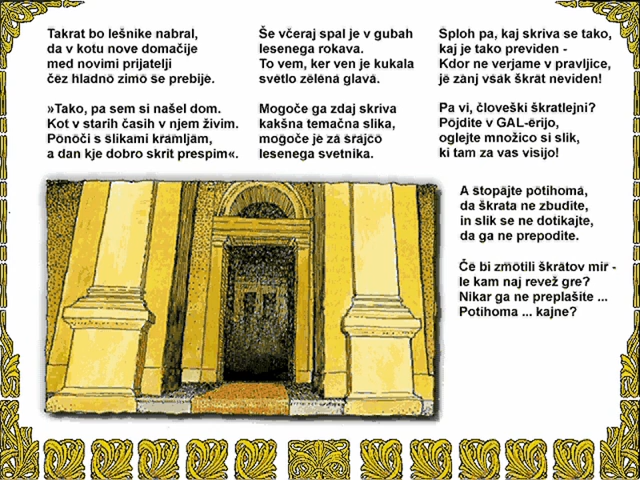 Takrat bo lešnike nabral,
da v kotu nove domačije
med novimi prijatelji
čez hladno zimo se prebije.
»Tako, pa sem si našel dom.
Kot v starih časih v njem živim.
Ponoči s slikami kramljam,
a dan kje dobro skrit prespim«.
Še včeraj spal je v gubah
lesenega rokava.
To vem, ker ven je kukala
svetlo zelena glava.
Mogoče ga zdaj skriva
kakšna temačna slika,
mogoče je za srajco
lesenega svetnika.
Sploh pa, kaj skriva se tako,
kaj je tako previden -
Kdor ne verjame v pravljice,
je zanj vsak škrat neviden!
Pa vi, človeški škratlejni?
Pojdite v GAL-ērijo,
oglejte množico si slik,
ki tam za vas visijo!
A stopajte potihoma,
da škrata ne zbudite,
in slik se ne dotikajte,
da ga ne prepodite.
Če bi zmotili škratov mir -
le kam naj revež gre?
Nikar ga ne preplašite ...
Potihoma ... kajne?